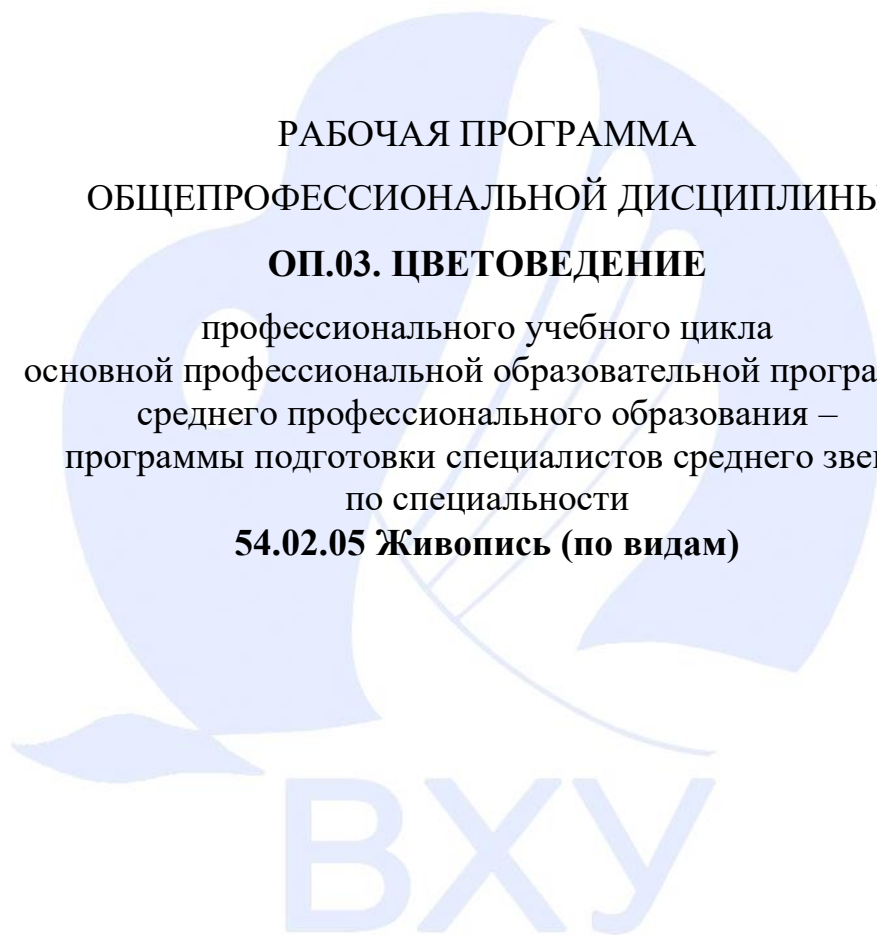 РАБОЧАЯ ПРОГРАММА
ОБЩЕПРОФЕССИОНАЛЬНОЙ ДИСЦИПЛИНЫ
ОП.03. ЦВЕТОВЕДЕНИЕ
профессионального учебного цикла
основной профессиональной образовательной програ
среднего профессионального образования –
программы подготовки специалистов среднего зве
по специальности
54.02.05 Живопись (по видам)
ВХУ